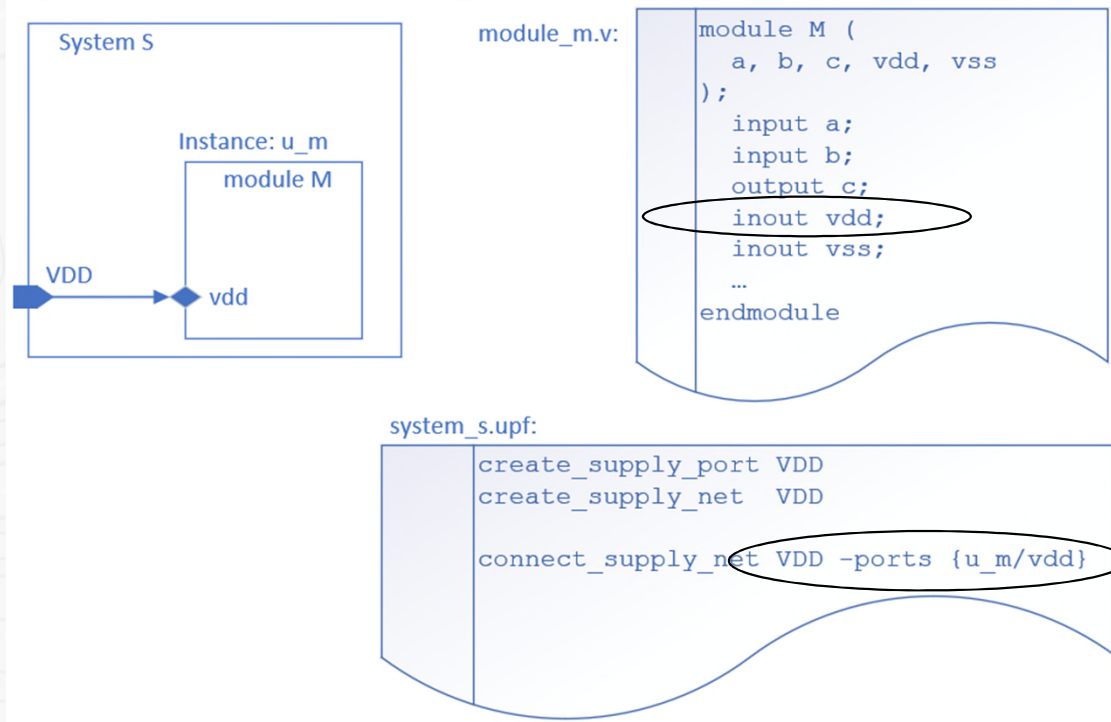 System S
Instance: u_m
module M
VDD
vdd
module_m.v:
module M (
a, b, c, vdd, vss
);
input a;
input b;
output c;
inout vdd;
inout vss;
…
endmodule
system_s.upf:
create_supply_port VDD
create_supply_net VDD
connect_supply_net VDD –ports {u_m/vdd}